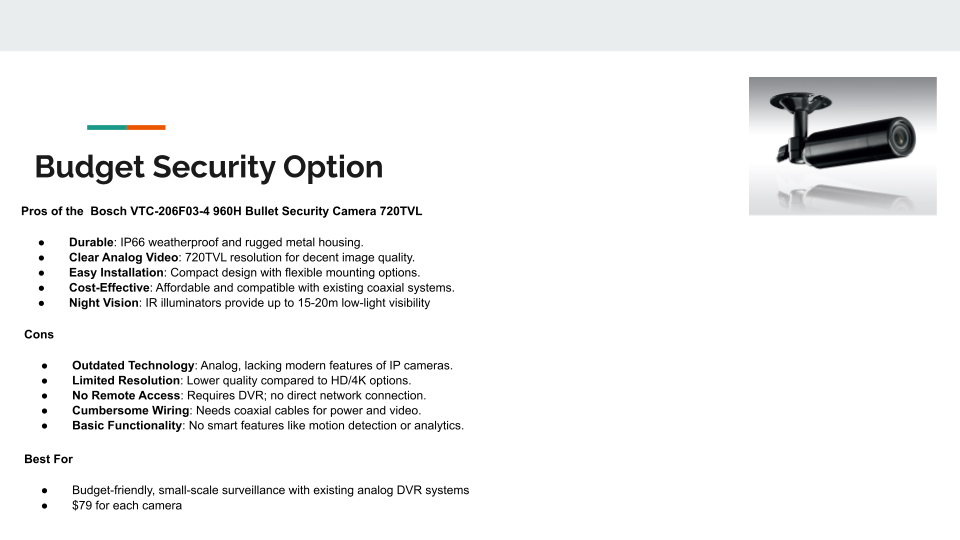 Budget Security Option
Pros of the  Bosch VTC-206F03-4 960H Bullet Security Camera 720TVL
● Durable: IP66 weatherproof and rugged metal housing.
● Clear Analog Video: 720TVL resolution for decent image quality.
● Easy Installation: Compact design with flexible mounting options.
● Cost-Effective: Affordable and compatible with existing coaxial systems.
● Night Vision: IR illuminators provide up to 15-20m low-light visibility
Cons
● Outdated Technology: Analog, lacking modern features of IP cameras.
● Limited Resolution: Lower quality compared to HD/4K options.
● No Remote Access: Requires DVR; no direct network connection.
● Cumbersome Wiring: Needs coaxial cables for power and video.
● Basic Functionality: No smart features like motion detection or analytics.
Best For
● Budget-friendly, small-scale surveillance with existing analog DVR systems
● $79 for each camera